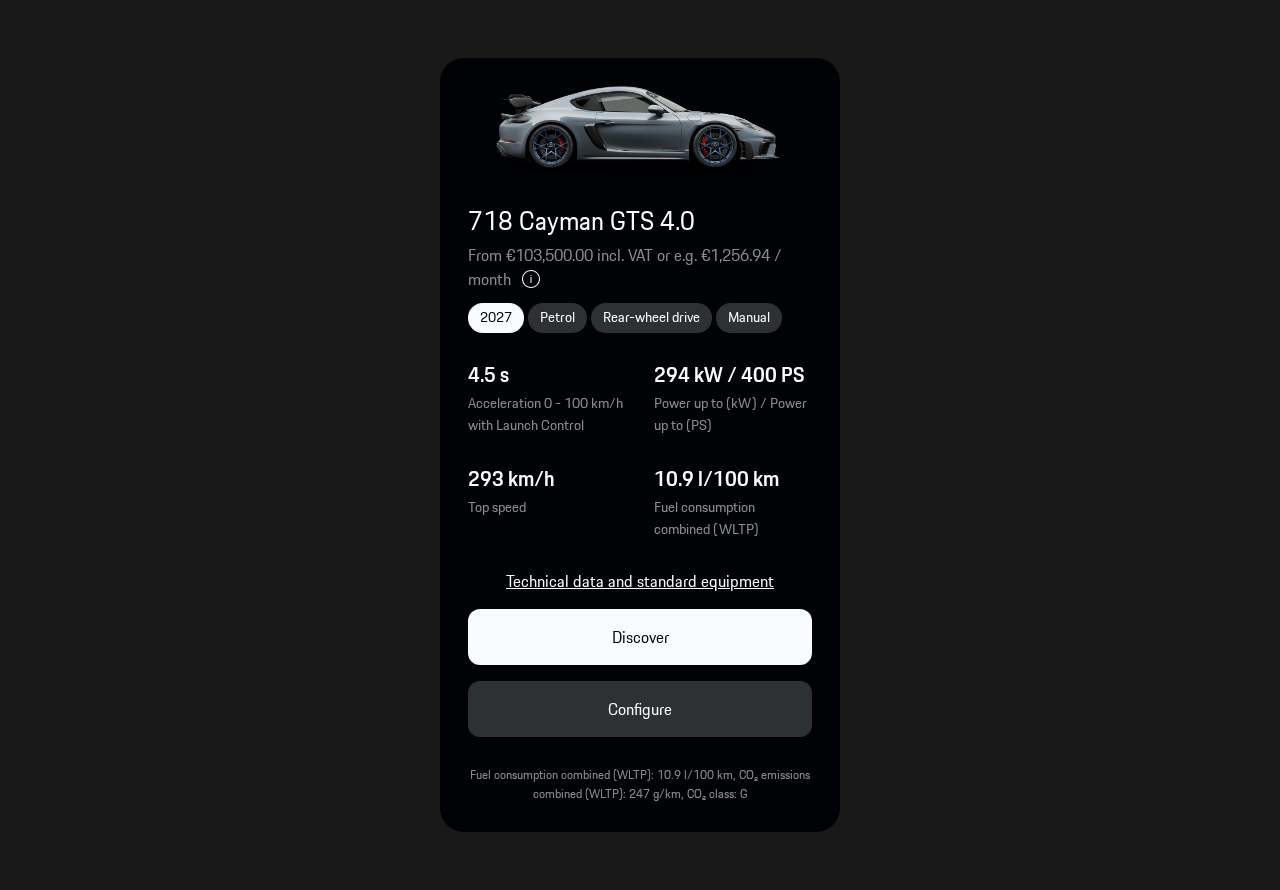 718 Cayman GTS 4.0
From €103,500.00 incl. VAT or e.g. €1,256.94 /
month
2027 Petrol Rear-wheel drive Manual
4.5 s
Acceleration 0 - 100 km/h
with Launch Control
294 kW / 400 PS
Power up to (kW) / Power
up to (PS)
293 km/h
Top speed
10.9 l/100 km
Fuel consumption
combined (WLTP)
Technical data and standard equipment
Discover
Configure
Fuel consumption combined (WLTP): 10.9 l/100 km, CO₂ emissions
combined (WLTP): 247 g/km, CO₂ class: G